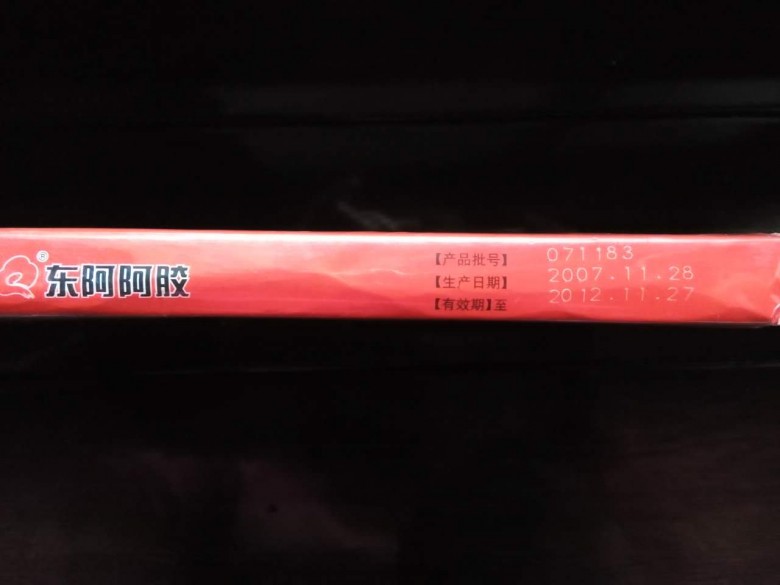 ®东阿阿胶
【产品批号】 071183
【生产日期】 2007.11.28
【有效期】至 2012.11.27